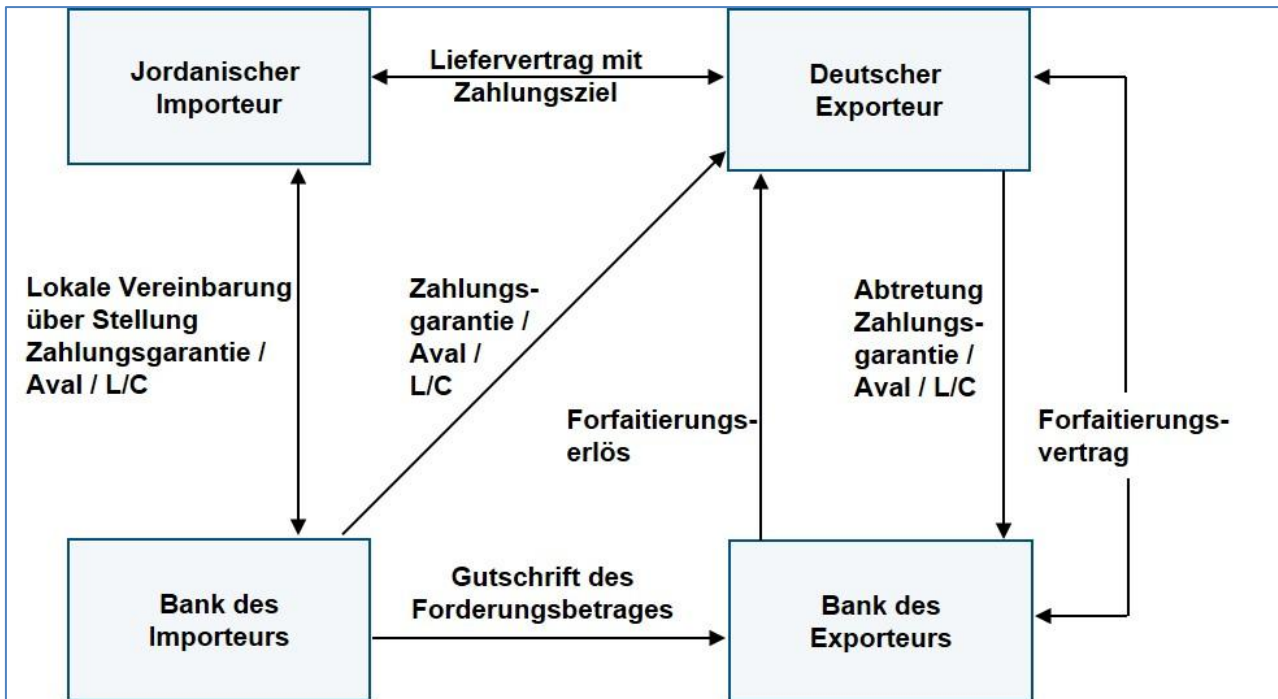 Jordanischer
Importeur
Liefervertrag mit
Zahlungsziel
Deutscher
Exporteur
Lokale Vereinbarung
über Stellung
Zahlungsgarantie /
Aval / L/C
Zahlungs-
garantie /
Aval /
L/C
Forfaitierungs-
erlös
Abtretung
Zahlungs-
garantie /
Aval / L/C
Forfaitierungs-
vertrag
Bank des
Importeurs
Gutschrift des
Forderungsbetrages
Bank des
Exporteurs